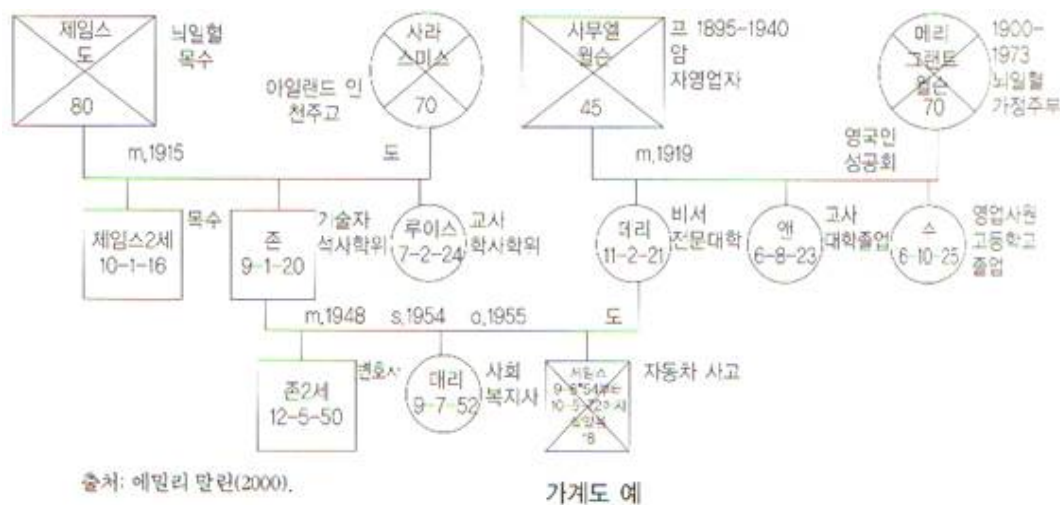 제임스
도
80
뇌일혈
목수
사라
스미스
70
아일랜드 인
천주교
사무엘
윌슨
45
프 1895-1940
암
자영업자
메리
그랜트
윌슨
70
1900-
1973
뇌일혈
가정주부
영국인
성공회
m,1915
도
m,1919
제임스2세
10-1-16
목수
존
9-1-20
기술자
석사학위
루이스
7-2-24
교사
학사학위
11-2-21
비서
전문대학
앤
6-8-23
대학졸업
수
6-10-25
영업사원
고등학교
졸업
m,1948 s,1954 o,1955
도
존2세
12-5-50
변호사
9-7-52
사회
복지사
자동차 사고
출처: 에밀리 말린(2000).
가계도 예